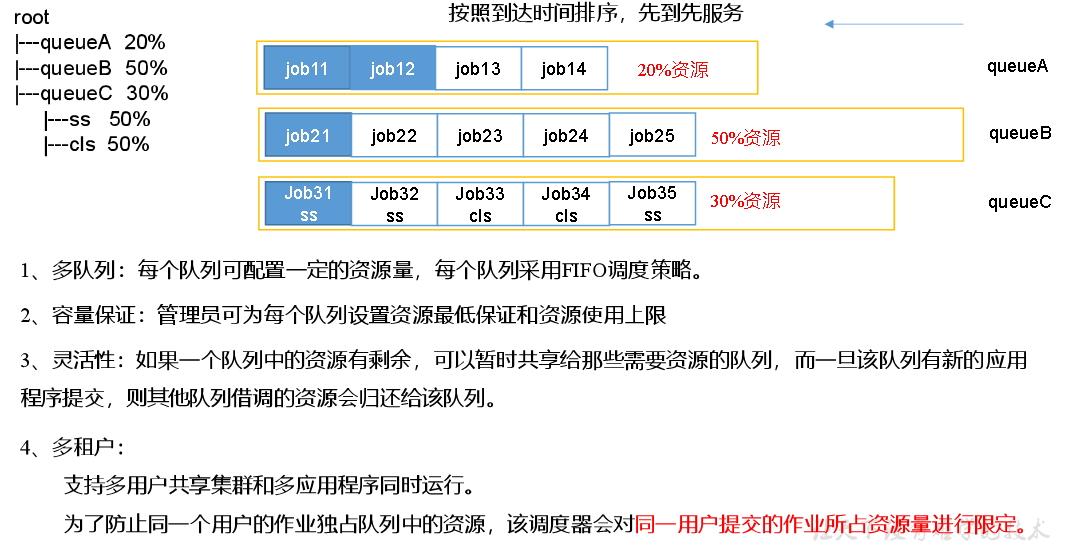 root
|---queueA 20%
|---queueB 50%
|---queueC 30%
|---ss 50%
|---cls 50%
按照到达时间排序，先到先服务
job11 job12 job13 job14 20%资源 queueA
job21 job22 job23 job24 job25 50%资源 queueB
Job31 Job32 Job33 Job34 Job35
ss ss cls cls ss
30%资源 queueC
1、多队列：每个队列可配置一定的资源量，每个队列采用FIFO调度策略。
2、容量保证：管理员可为每个队列设置资源最低保证和资源使用上限
3、灵活性：如果一个队列中的资源有剩余，可以暂时共享给那些需要资源的队列，而一旦该队列有新的应用
程序提交，则其他队列借调的资源会归还给该队列。
4、多租户：
支持多用户共享集群和多应用程序同时运行。
为了防止同一个用户的作业独占队列中的资源，该调度器会对同一用户提交的作业所占资源量进行限定。